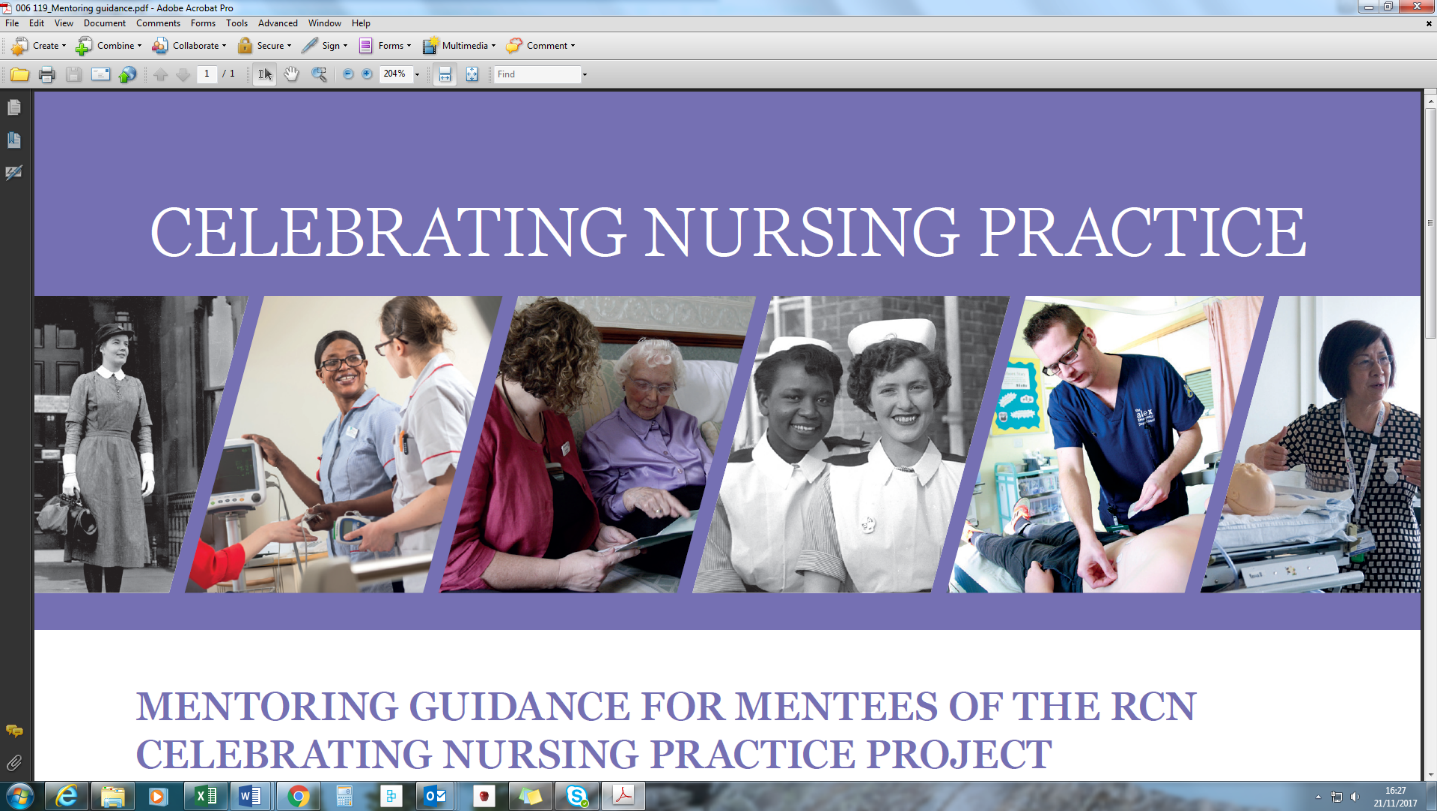 006 119_Mentoring guidance.pdf - Adobe Acrobat Pro
File Edit View Document Comments Forms Tools Advanced Window Help
Create Combine Collaborate Secure Sign Forms Multimedia Comment
1 / 1 204% Find
CELEBRATING NURSING PRACTICE
the
alex
MENTORING GUIDANCE FOR MENTEES OF THE RCN
CELEBRATING NURSING PRACTICE PROJECT
16:27
21/11/2017